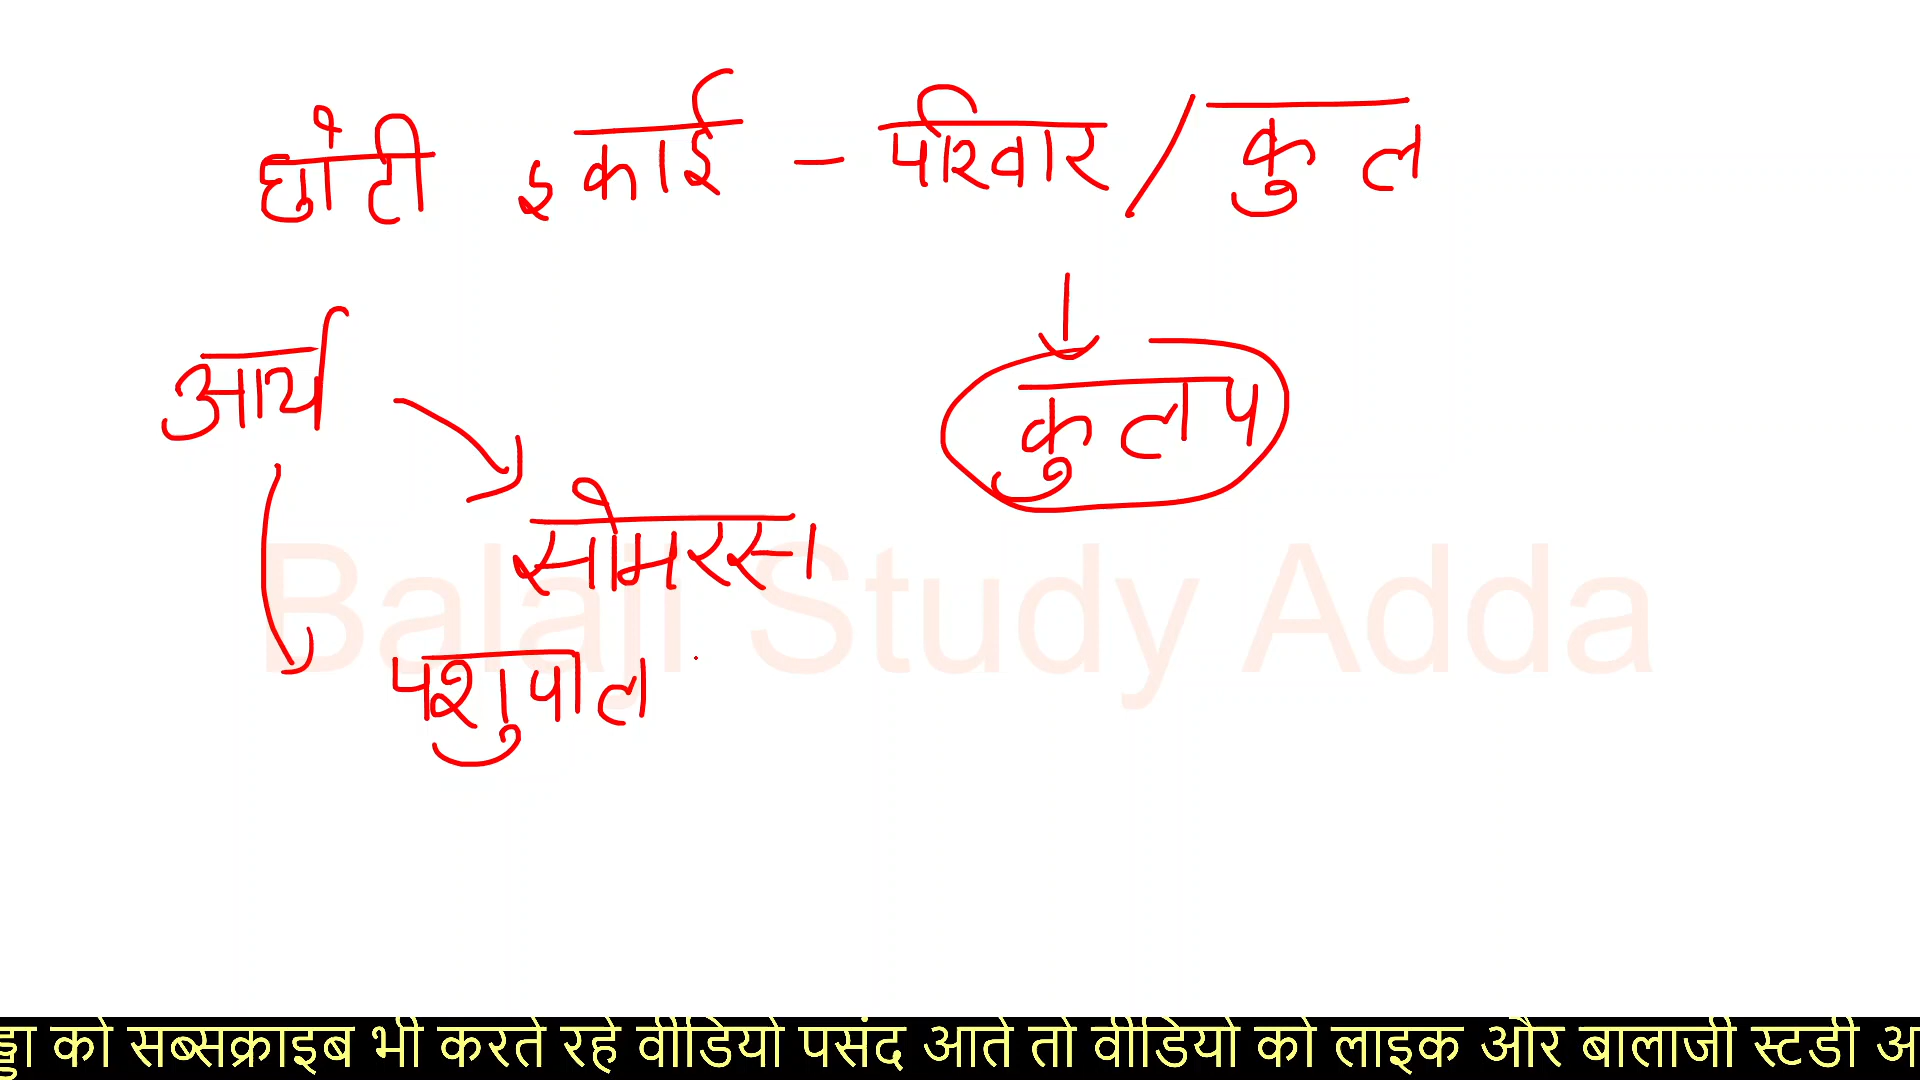 छोटी इकाई - परिवार / कुल
आर्य
कुलप
सोमरस
Balaji Study Adda
पशुपाल
को सब्सक्राइब भी करते रहे वीडियो पसंद आते तो वीडियो को लाइक और बालाजी स्टडी